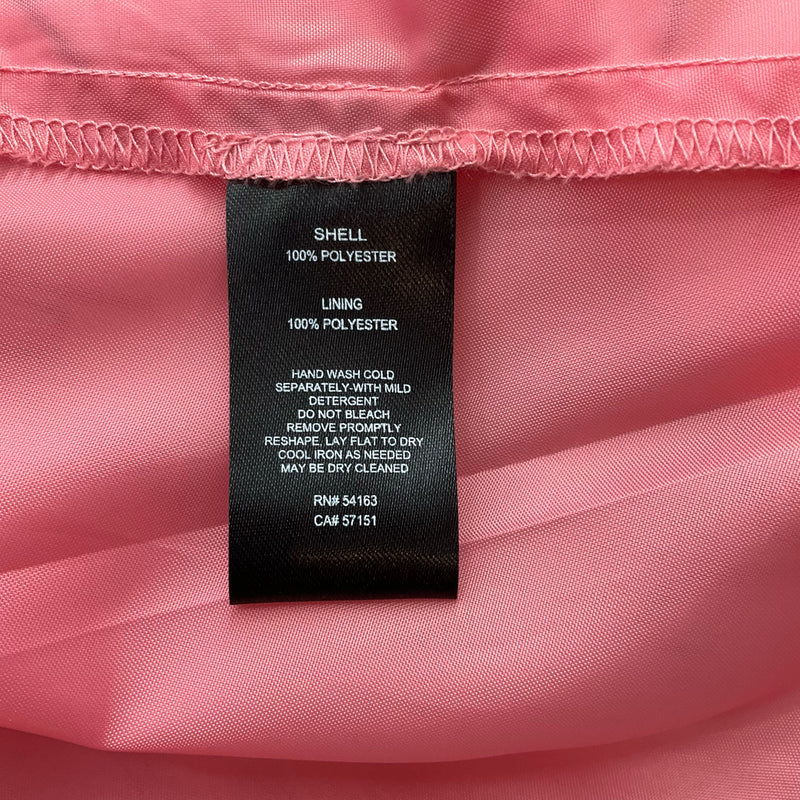 SHELL
100% POLYESTER
LINING
100% POLYESTER
HAND WASH COLD
SEPARATELY-WITH MILD
DETERGENT
DO NOT BLEACH
REMOVE PROMPTLY
RESHAPE, LAY FLAT TO DRY
COOL IRON AS NEEDED
MAY BE DRY CLEANED
RN# 54163
CA# 57151